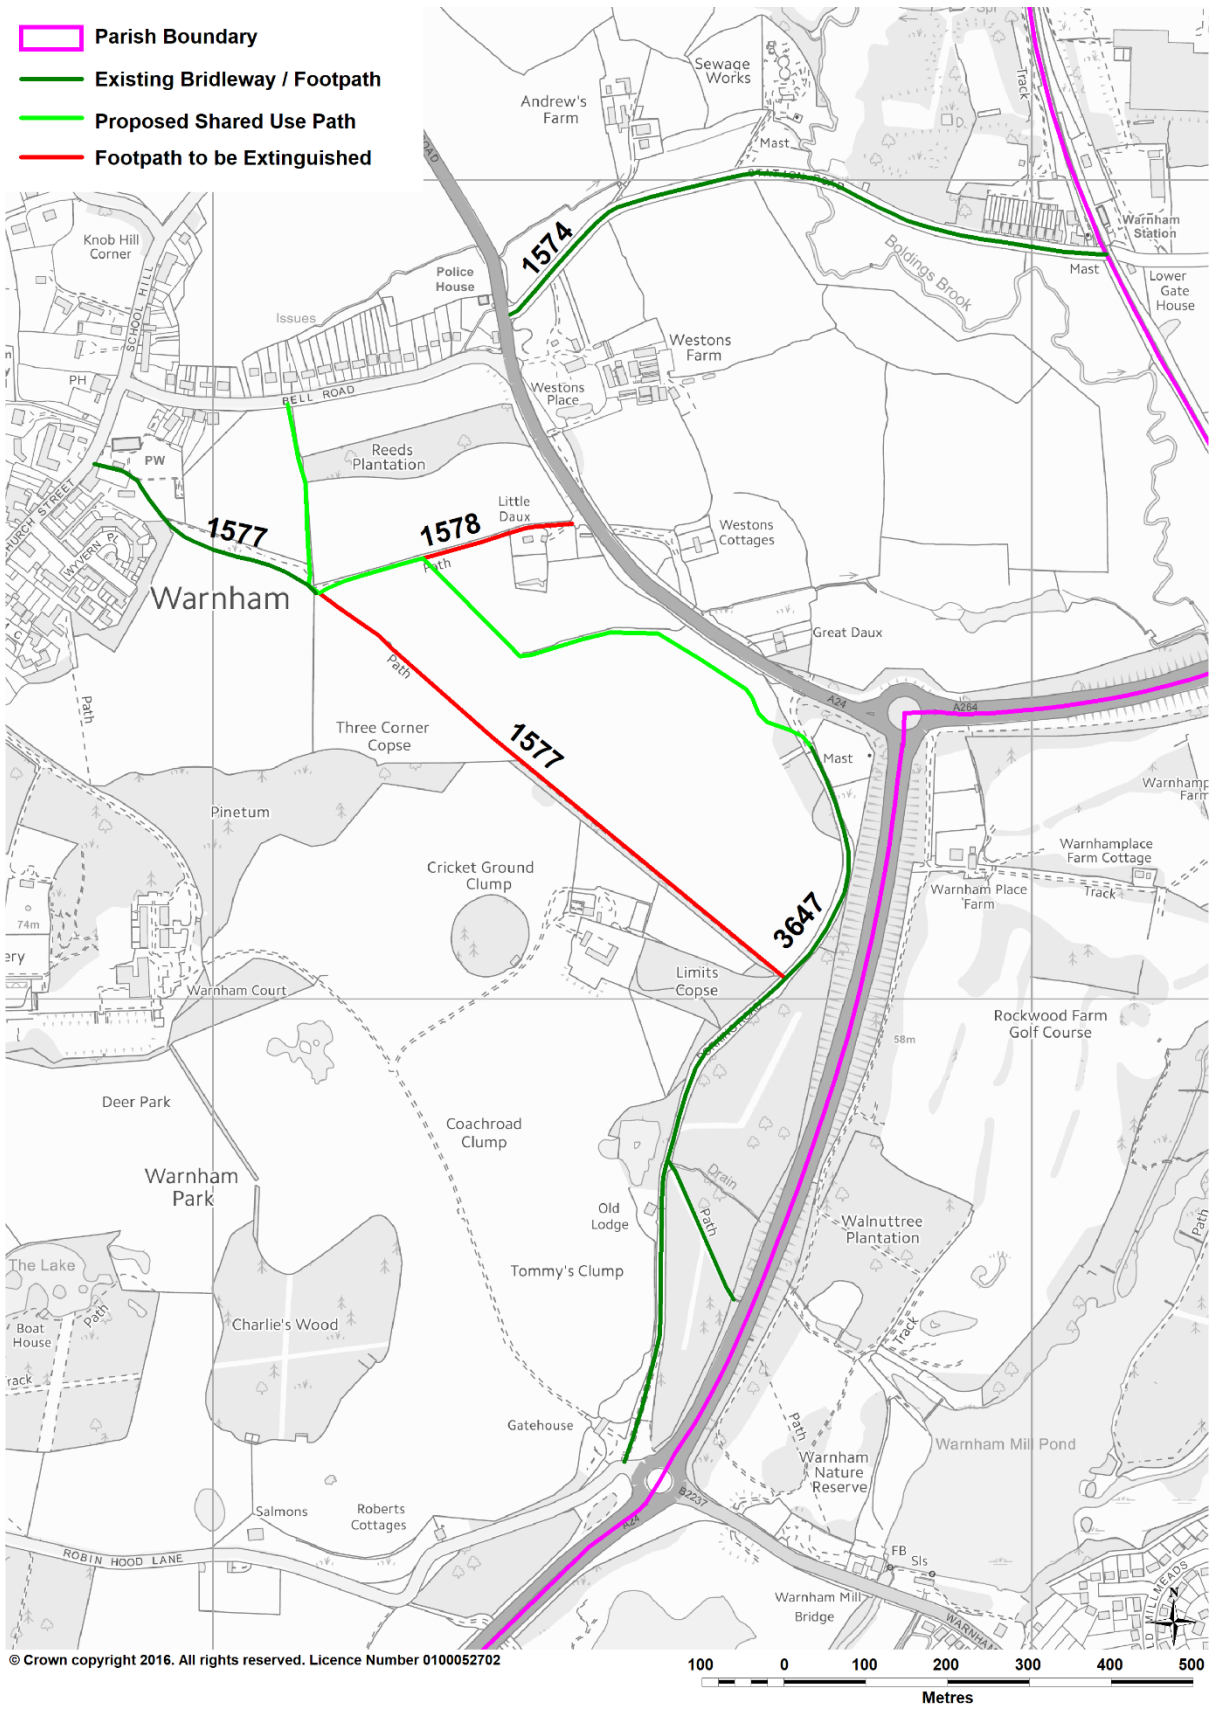 Parish Boundary
Existing Bridleway / Footpath
Proposed Shared Use Path
Footpath to be Extinguished
Sewage
Works
Track
Andrew's
Farm
Mast
STATION ROAD
1574
Knob Hill
Corner
SCHOOL HILL
Police
House
Issues
Boldings Brook
Warnham
Station
Mast
Lower
Gate
House
Westons
Farm
PH
BELL ROAD
Westons
Place
Reeds
Plantation
PW
CHURCH STREET
WYVERN PL
1577
Little
Daux
1578
Path
Westons
Cottages
Warnham
Great Daux
Path
Path
A24
A264
Three Corner
Copse
1577
Mast
Pinetum
Warnhamplace
Farm Cottage
Track
Warnham Place
Farm
Cricket Ground
Clump
74m
3647
Limits
Copse
Warnham Court
Rockwood Farm
Golf Course
58m
Deer Park
Coachroad
Clump
Warnham
Park
Drain
Path
Old
Lodge
Walnuttree
Plantation
Path
The Lake
Tommy's Clump
Path
Boat
House
Charlie's Wood
Track
Gatehouse
Path
Warnham
Nature
Reserve
Warnham Mill Pond
Salmons
Roberts
Cottages
B2237
A24
ROBIN HOOD LANE
FB
Sls
Warnham Mill
Bridge
N
© Crown copyright 2016. All rights reserved. Licence Number 0100052702
100 0 100 200 300 400 500
Metres